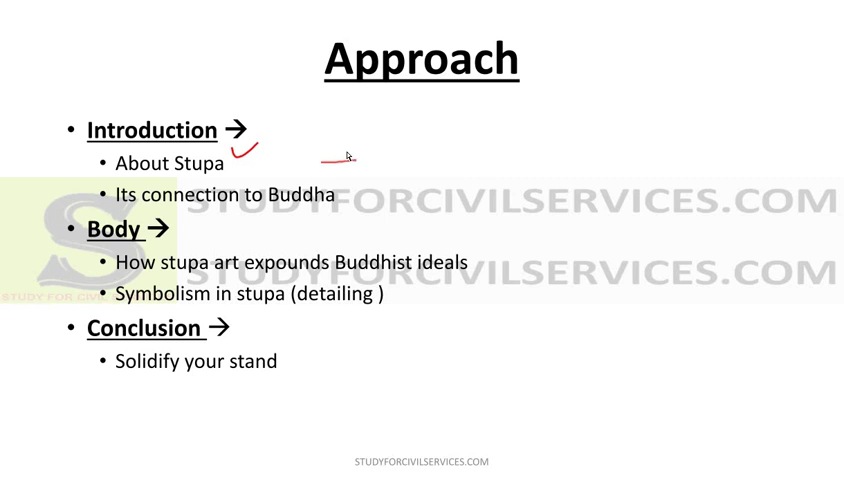 Approach
• Introduction →
• About Stupa
• Its connection to Buddha
STUDYFORCIVILSERVICES.COM
• Body →
• How stupa art expounds Buddhist ideals
STUDYFORCIVILSERVICES.COM
• Symbolism in stupa (detailing )
STUDY FOR CIVIL
• Conclusion →
• Solidify your stand
STUDYFORCIVILSERVICES.COM